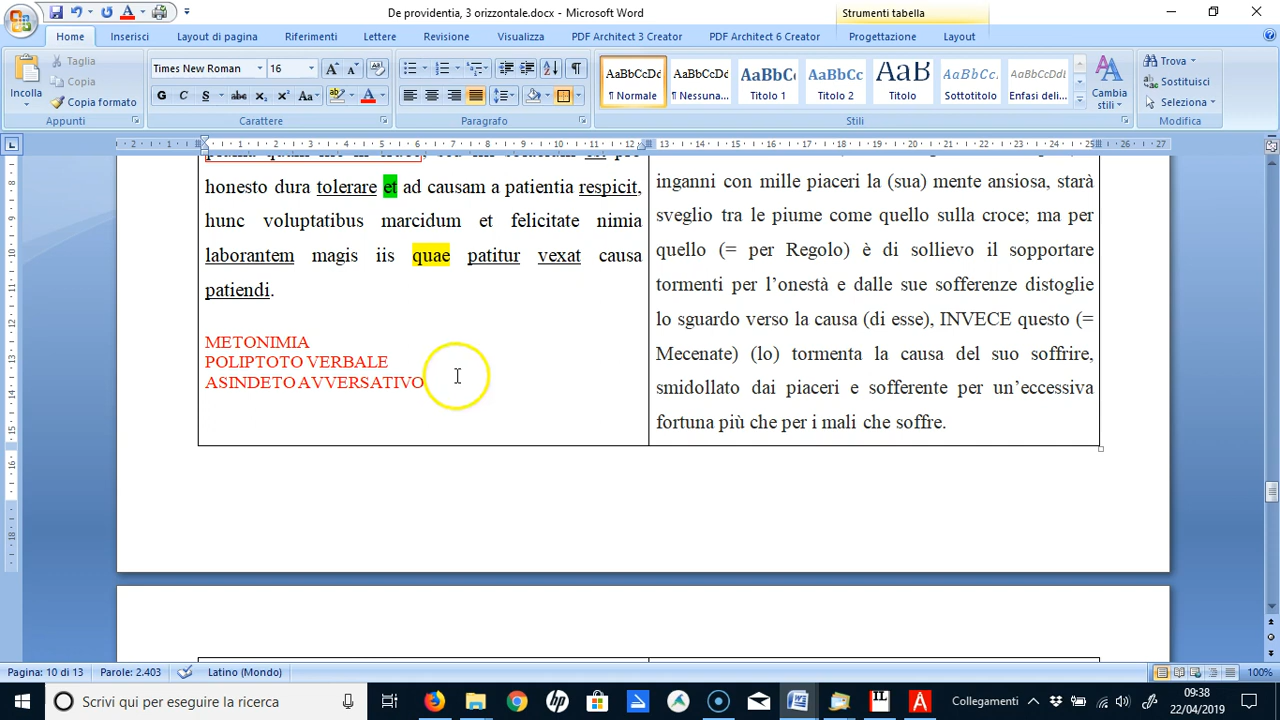 De providentia, 3 orizzontale.docx - Microsoft Word
Strumenti tabella
Home Inserisci Layout di pagina Riferimenti Lettere Revisione Visualizza PDF Architect 3 Creator PDF Architect 6 Creator Progettazione Layout
Incolla
Taglia
Copia
Copia formato
Appunti
Times New Roman 16
Carattere
Paragrafo
AaBbCcDd AaBbCcDd AaBbCc AaBbCc AaB AaBbCcL AaBbCcDd
¶ Normale ¶ Nessuna... Titolo 1 Titolo 2 Titolo Sottotitolo Enfasi deli...
Cambia stili
Stili
Trova
Sostituisci
Seleziona
Modifica
honesto dura tolerare et ad causam a patientia respicit,
hunc voluptatibus marcidum et felicitate nimia
laborantem magis iis quae patitur vexat causa
patiendi.
METONIMIA
POLIPTOTO VERBALE
ASINDETO AVVERSATIVO
inganni con mille piaceri la (sua) mente ansiosa, starà
sveglio tra le piume come quello sulla croce; ma per
quello (= per Regolo) è di sollievo il sopportare
tormenti per l’onestà e dalle sue sofferenze distoglie
lo sguardo verso la causa (di esse), INVECE questo (=
Mecenate) (lo) tormenta la causa del suo soffrire,
smidollato dai piaceri e sofferente per un’eccessiva
fortuna più che per i mali che soffre.
Pagina: 10 di 13 Parole: 2.403 Latino (Mondo) 100%
Scrivi qui per eseguire la ricerca
Collegamenti
09:38
22/04/2019